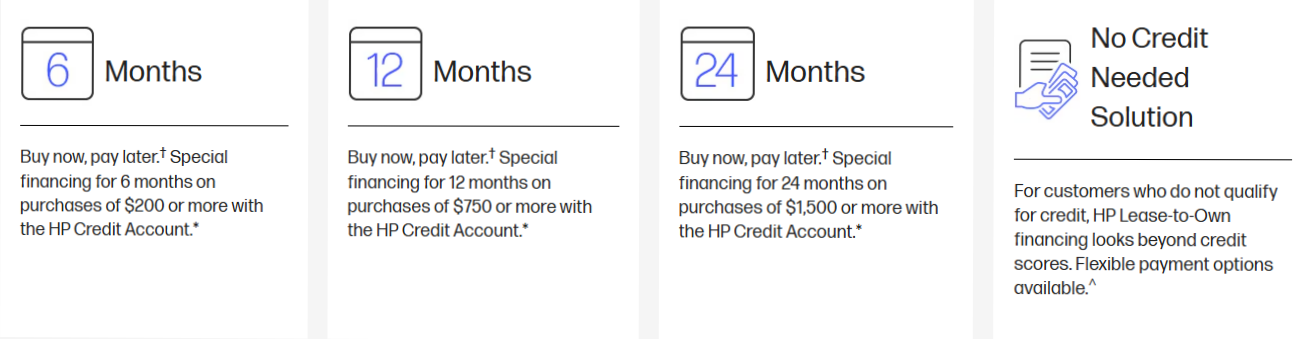 6 Months
Buy now, pay later.† Special
financing for 6 months on
purchases of $200 or more with
the HP Credit Account.*
12 Months
Buy now, pay later.† Special
financing for 12 months on
purchases of $750 or more with
the HP Credit Account.*
24 Months
Buy now, pay later.† Special
financing for 24 months on
purchases of $1,500 or more with
the HP Credit Account.*
No Credit
Needed
Solution
For customers who do not qualify
for credit, HP Lease-to-Own
financing looks beyond credit
scores. Flexible payment options
available.^